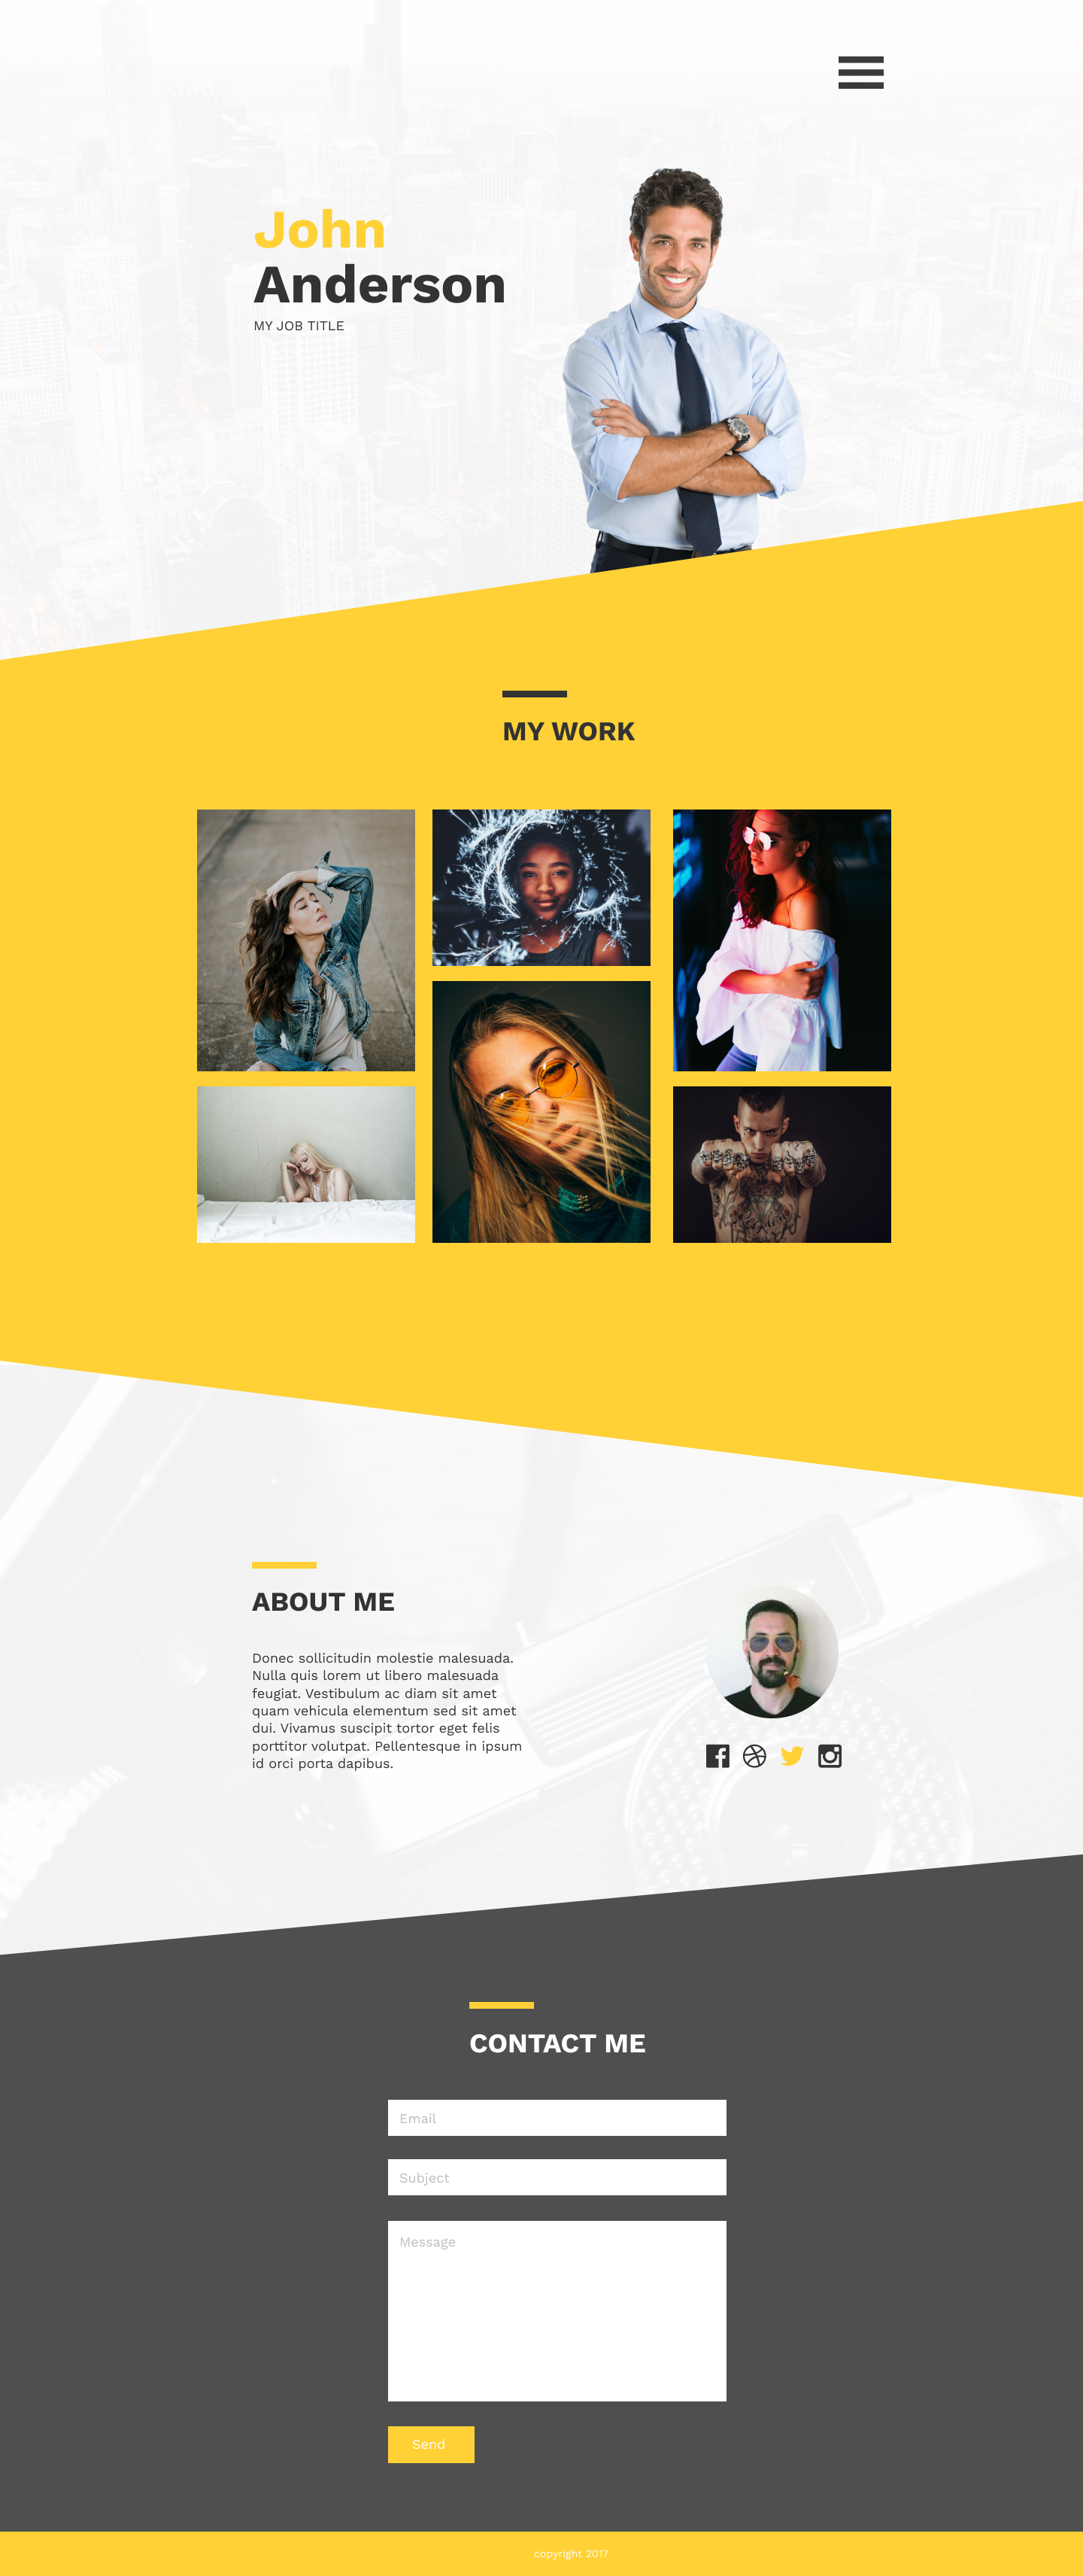 John
Anderson
MY JOB TITLE
MY WORK
ABOUT ME
Donec sollicitudin molestie malesuada.
Nulla quis lorem ut libero malesuada
feugiat. Vestibulum ac diam sit amet
quam vehicula elementum sed sit amet
dui. Vivamus suscipit tortor eget felis
porttitor volutpat. Pellentesque in ipsum
id orci porta dapibus.
CONTACT ME
Email
Subject
Message
Send
copyright 2017